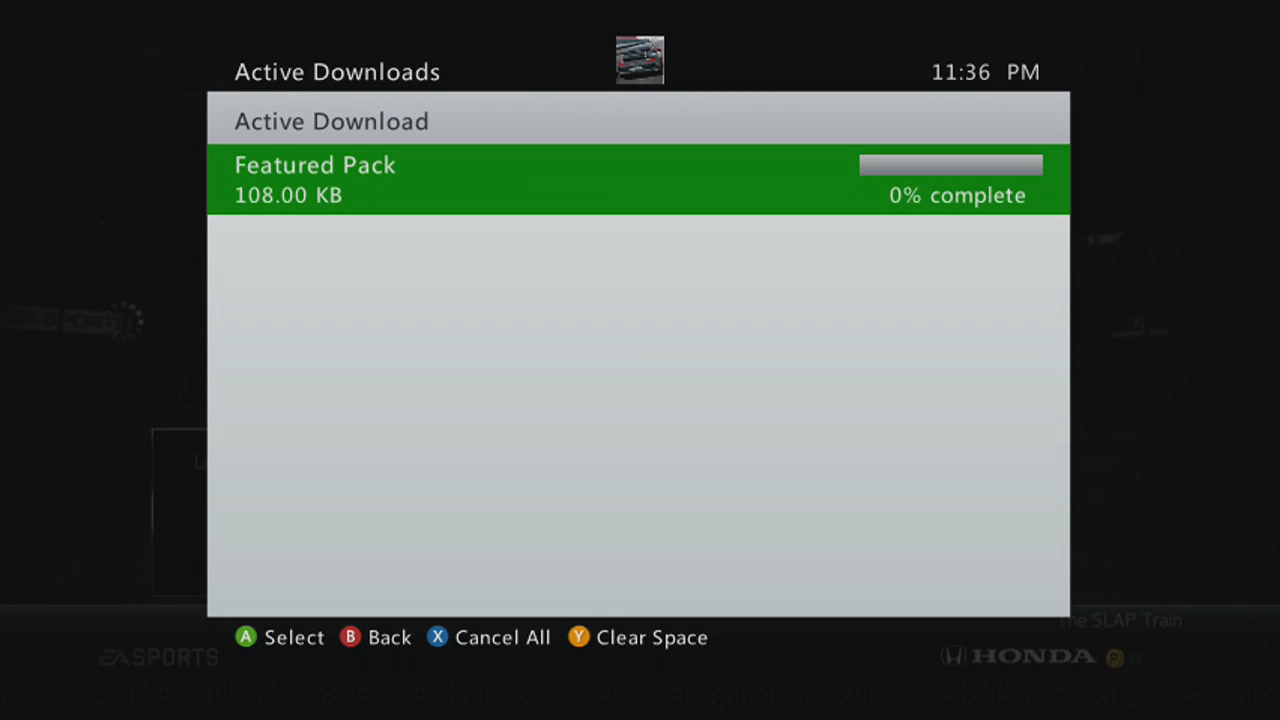 Active Downloads
11:36 PM
Active Download
Featured Pack
108.00 KB
0% complete
A Select B Back X Cancel All Y Clear Space
The SLAP Train
EA SPORTS
HONDA P 0